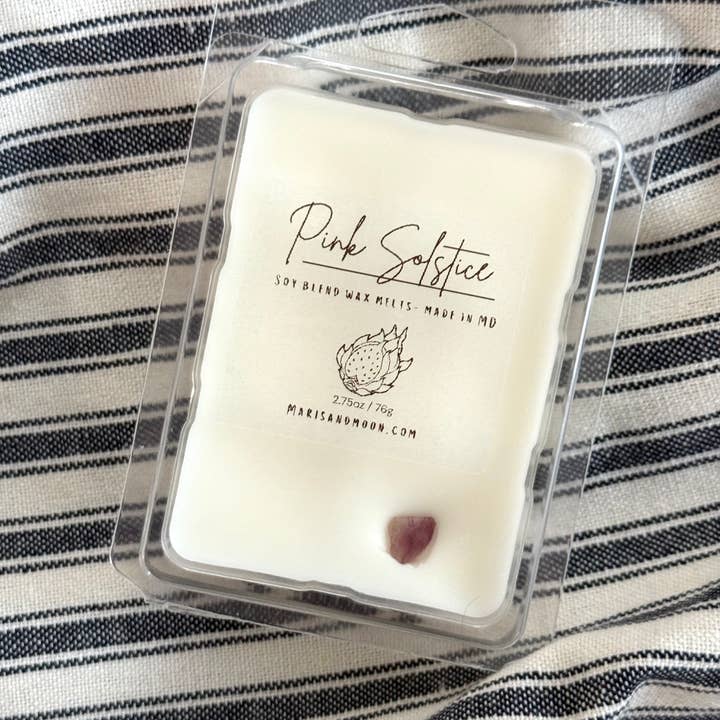 Pink Solstice
SOY BLEND WAX MELTS- MADE IN MD
2.75oz / 76g
MARISANDMOON.COM